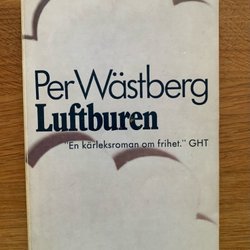 Per Wästberg
Luftburen
"En kärleksroman om frihet." GHT